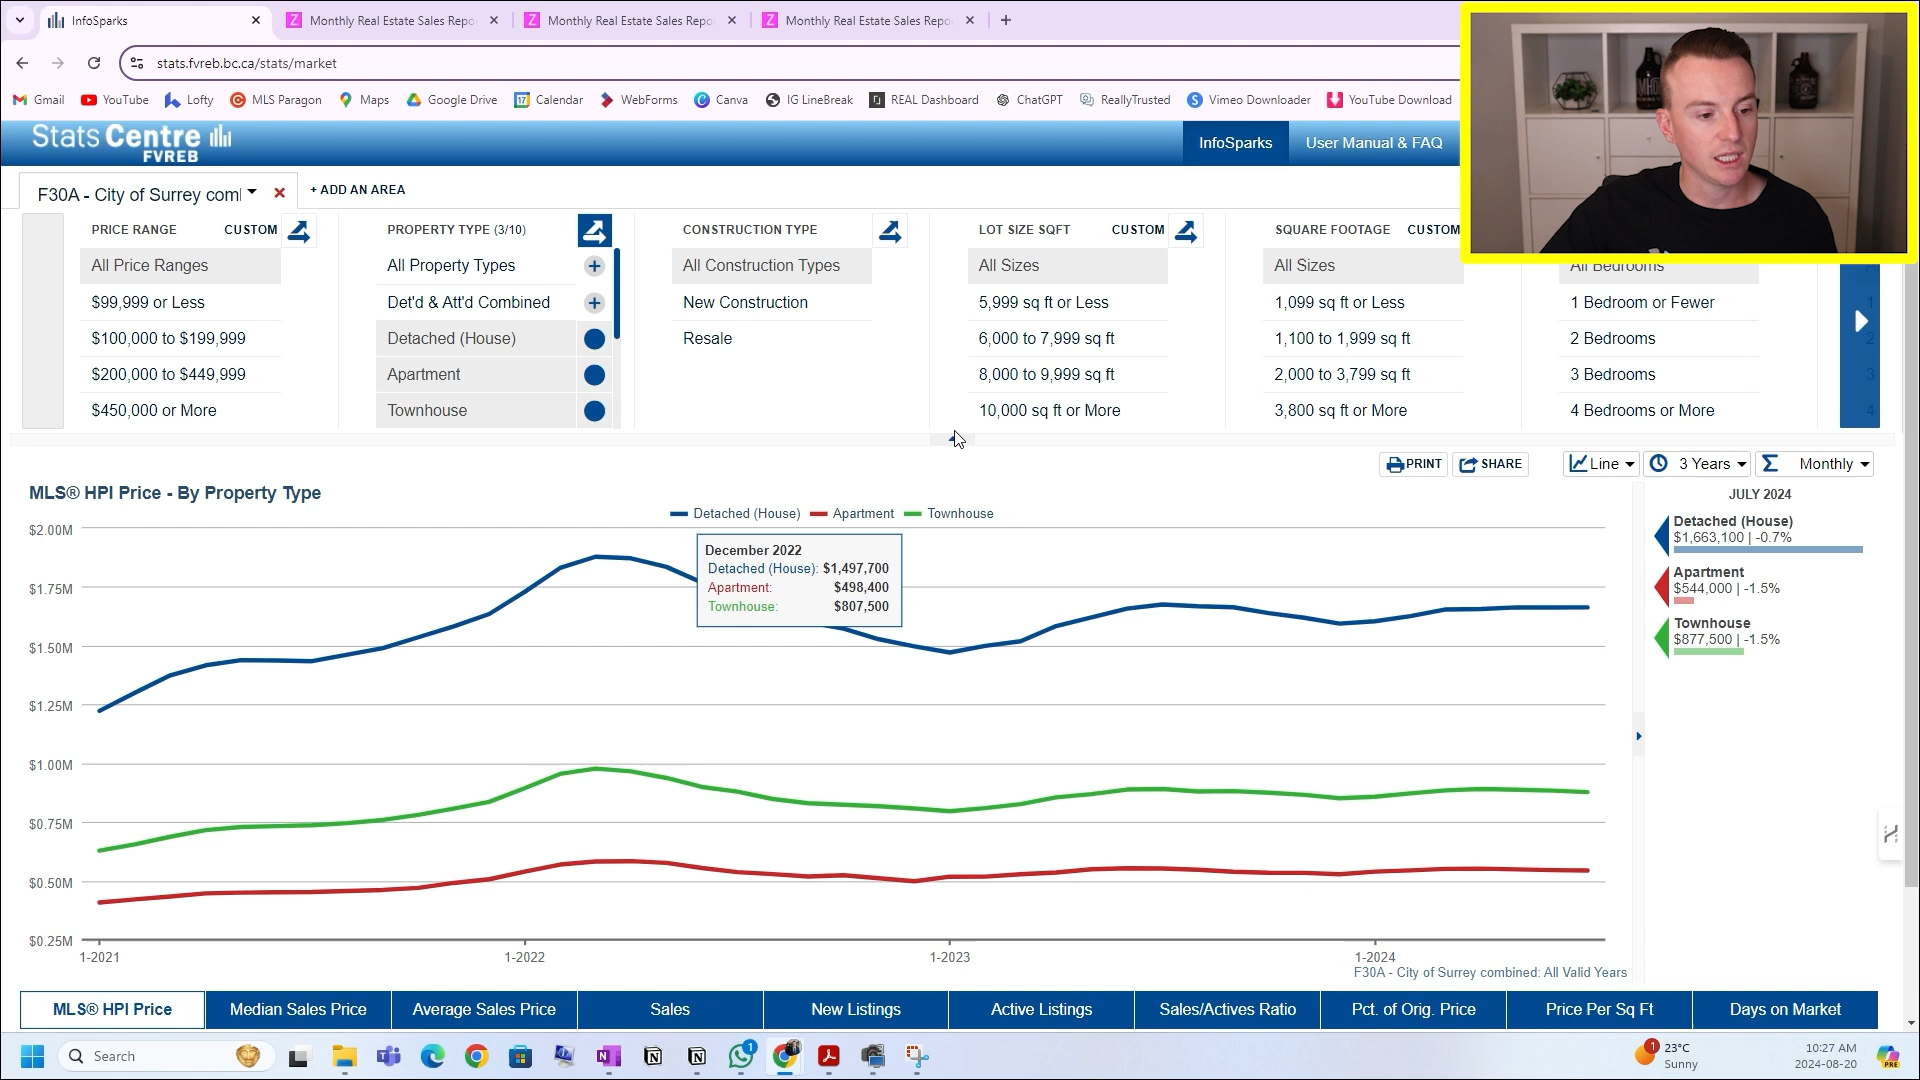 InfoSparks
Monthly Real Estate Sales Repo
Monthly Real Estate Sales Repo
Monthly Real Estate Sales Repo
stats.fvreb.bc.ca/stats/market
Gmail
YouTube
Lofty
MLS Paragon
Maps
Google Drive
Calendar
WebForms
Canva
IG LineBreak
REAL Dashboard
ChatGPT
ReallyTrusted
Vimeo Downloader
YouTube Download
Stats Centre
FVREB
InfoSparks
User Manual & FAQ
F30A - City of Surrey com
+ ADD AN AREA
PRICE RANGE
CUSTOM
All Price Ranges
$99,999 or Less
$100,000 to $199,999
$200,000 to $449,999
$450,000 or More
PROPERTY TYPE (3/10)
All Property Types
Det'd & Att'd Combined
Detached (House)
Apartment
Townhouse
CONSTRUCTION TYPE
All Construction Types
New Construction
Resale
LOT SIZE SQFT
CUSTOM
All Sizes
5,999 sq ft or Less
6,000 to 7,999 sq ft
8,000 to 9,999 sq ft
10,000 sq ft or More
SQUARE FOOTAGE
CUSTOM
All Sizes
1,099 sq ft or Less
1,100 to 1,999 sq ft
2,000 to 3,799 sq ft
3,800 sq ft or More
All Bedrooms
1 Bedroom or Fewer
2 Bedrooms
3 Bedrooms
4 Bedrooms or More
PRINT
SHARE
Line
3 Years
Monthly
MLS® HPI Price - By Property Type
Detached (House)
Apartment
Townhouse
$2.00M
$1.75M
$1.50M
$1.25M
$1.00M
$0.75M
$0.50M
$0.25M
December 2022
Detached (House): $1,497,700
Apartment: $498,400
Townhouse: $807,500
1-2021
1-2022
1-2023
1-2024
F30A - City of Surrey combined: All Valid Years
JULY 2024
Detached (House)
$1,663,100 | -0.7%
Apartment
$544,000 | -1.5%
Townhouse
$877,500 | -1.5%
MLS® HPI Price
Median Sales Price
Average Sales Price
Sales
New Listings
Active Listings
Sales/Actives Ratio
Pct. of Orig. Price
Price Per Sq Ft
Days on Market
Search
1
1
23°C
Sunny
10:27 AM
2024-08-20